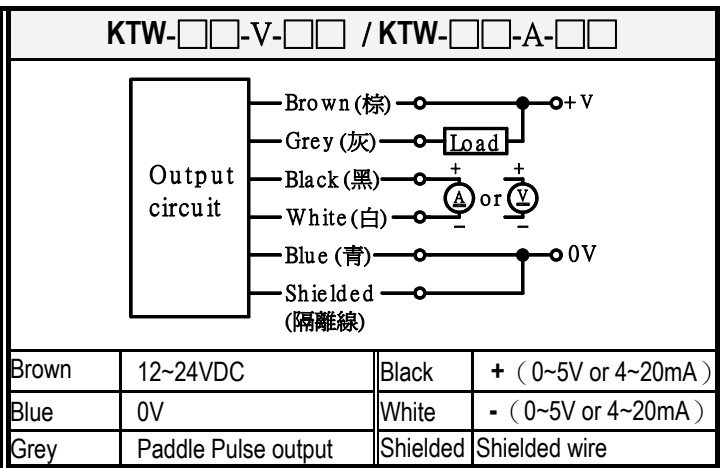 KTW-□□-V-□□ / KTW-□□-A-□□
Brown (棕)
+V
Grey (灰)
Load
Output circuit
Black (黑)
+ +
A or V
White (白)
- -
Blue (青)
0V
Shielded
(隔離線)
Brown 12~24VDC Black + (0~5V or 4~20mA)
Blue 0V White - (0~5V or 4~20mA)
Grey Paddle Pulse output Shielded Shielded wire